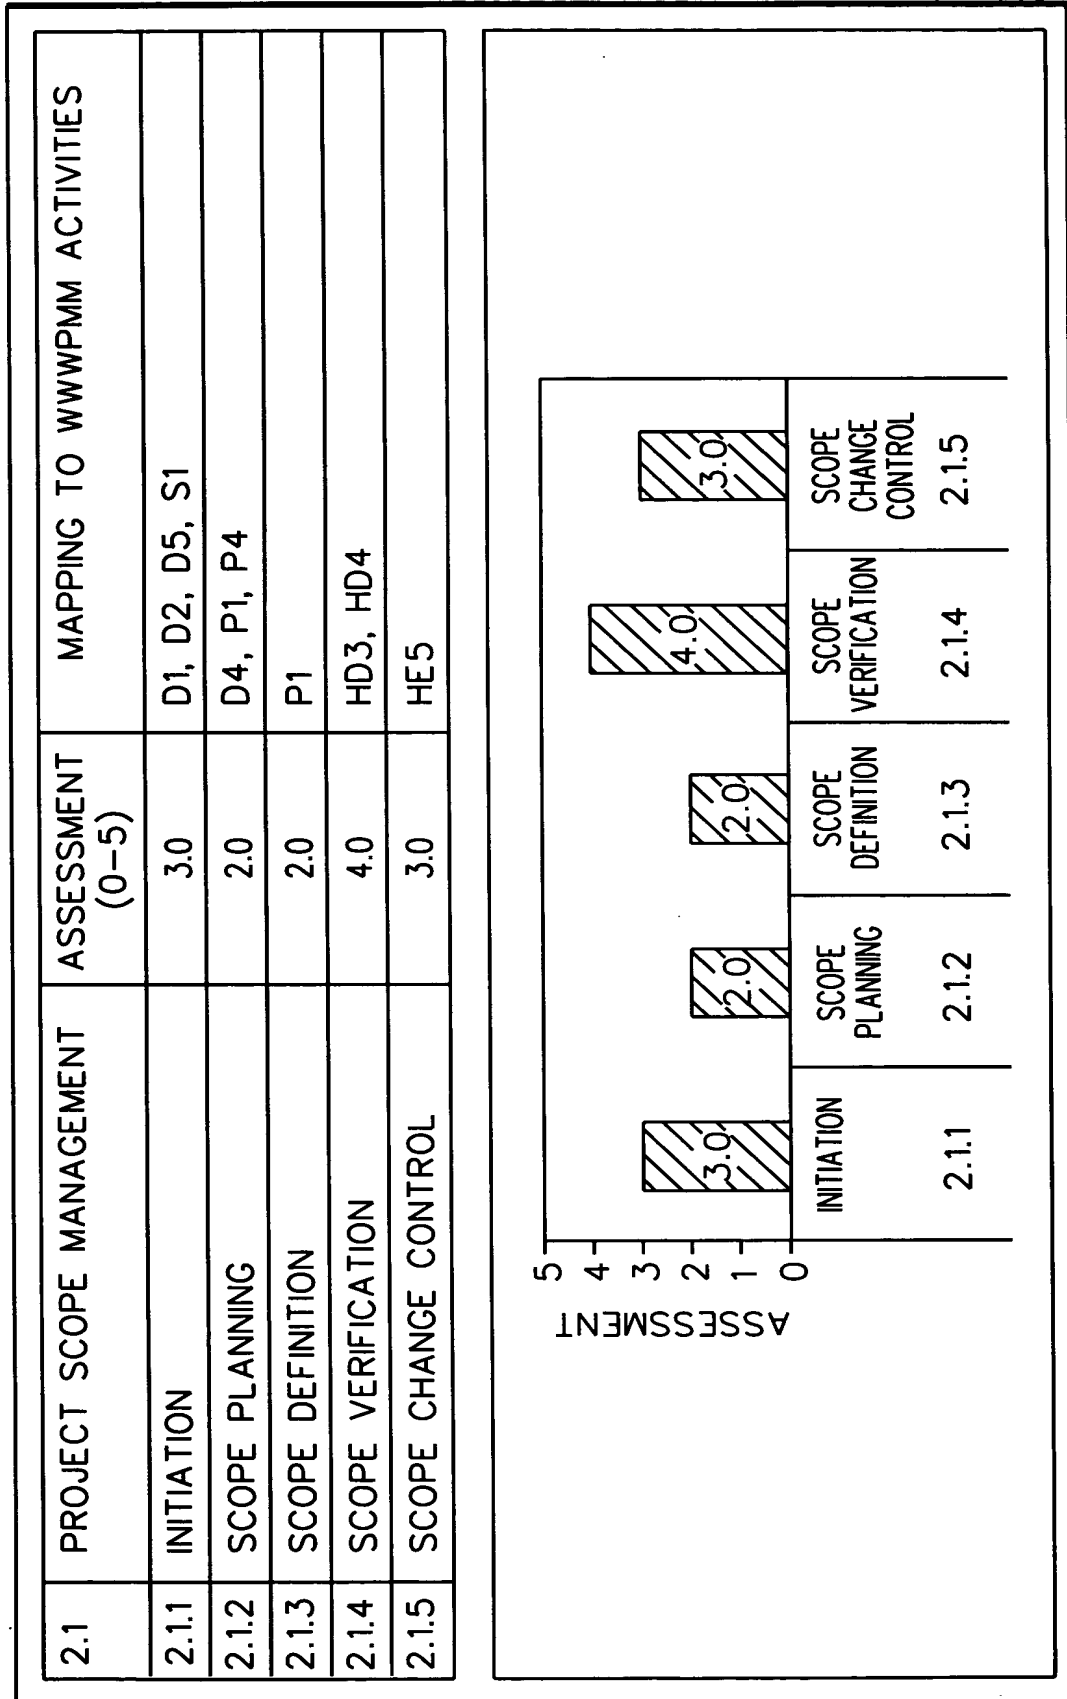 2.1 PROJECT SCOPE MANAGEMENT ASSESSMENT (0-5) MAPPING TO WWPMM ACTIVITIES
2.1.1 INITIATION 3.0 D1, D2, D5, S1
2.1.2 SCOPE PLANNING 2.0 D4, P1, P4
2.1.3 SCOPE DEFINITION 2.0 P1
2.1.4 SCOPE VERIFICATION 4.0 HD3, HD4
2.1.5 SCOPE CHANGE CONTROL 3.0 HE5
ASSESSMENT
5
4
3
2
1
0
3.0
2.0
2.0
4.0
3.0
INITIATION
2.1.1
SCOPE
PLANNING
2.1.2
SCOPE
DEFINITION
2.1.3
SCOPE
VERIFICATION
2.1.4
SCOPE
CHANGE
CONTROL
2.1.5